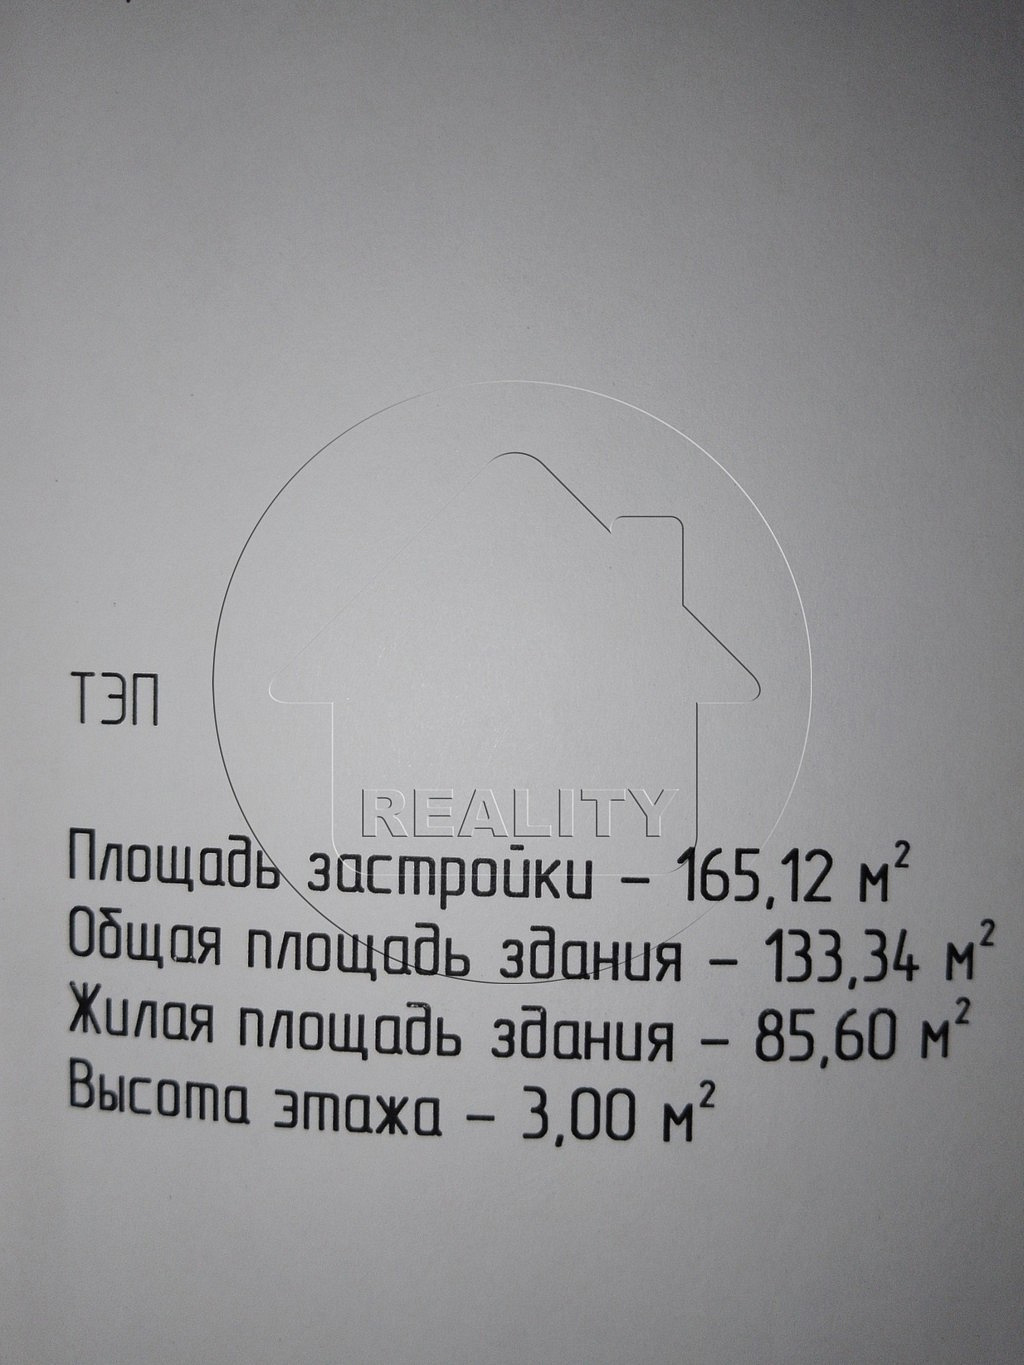 REALITY
ТЭП
Площадь застройки – 165,12 м²
Общая площадь здания – 133,34 м²
Жилая площадь здания – 85,60 м²
Высота этажа – 3,00 м²